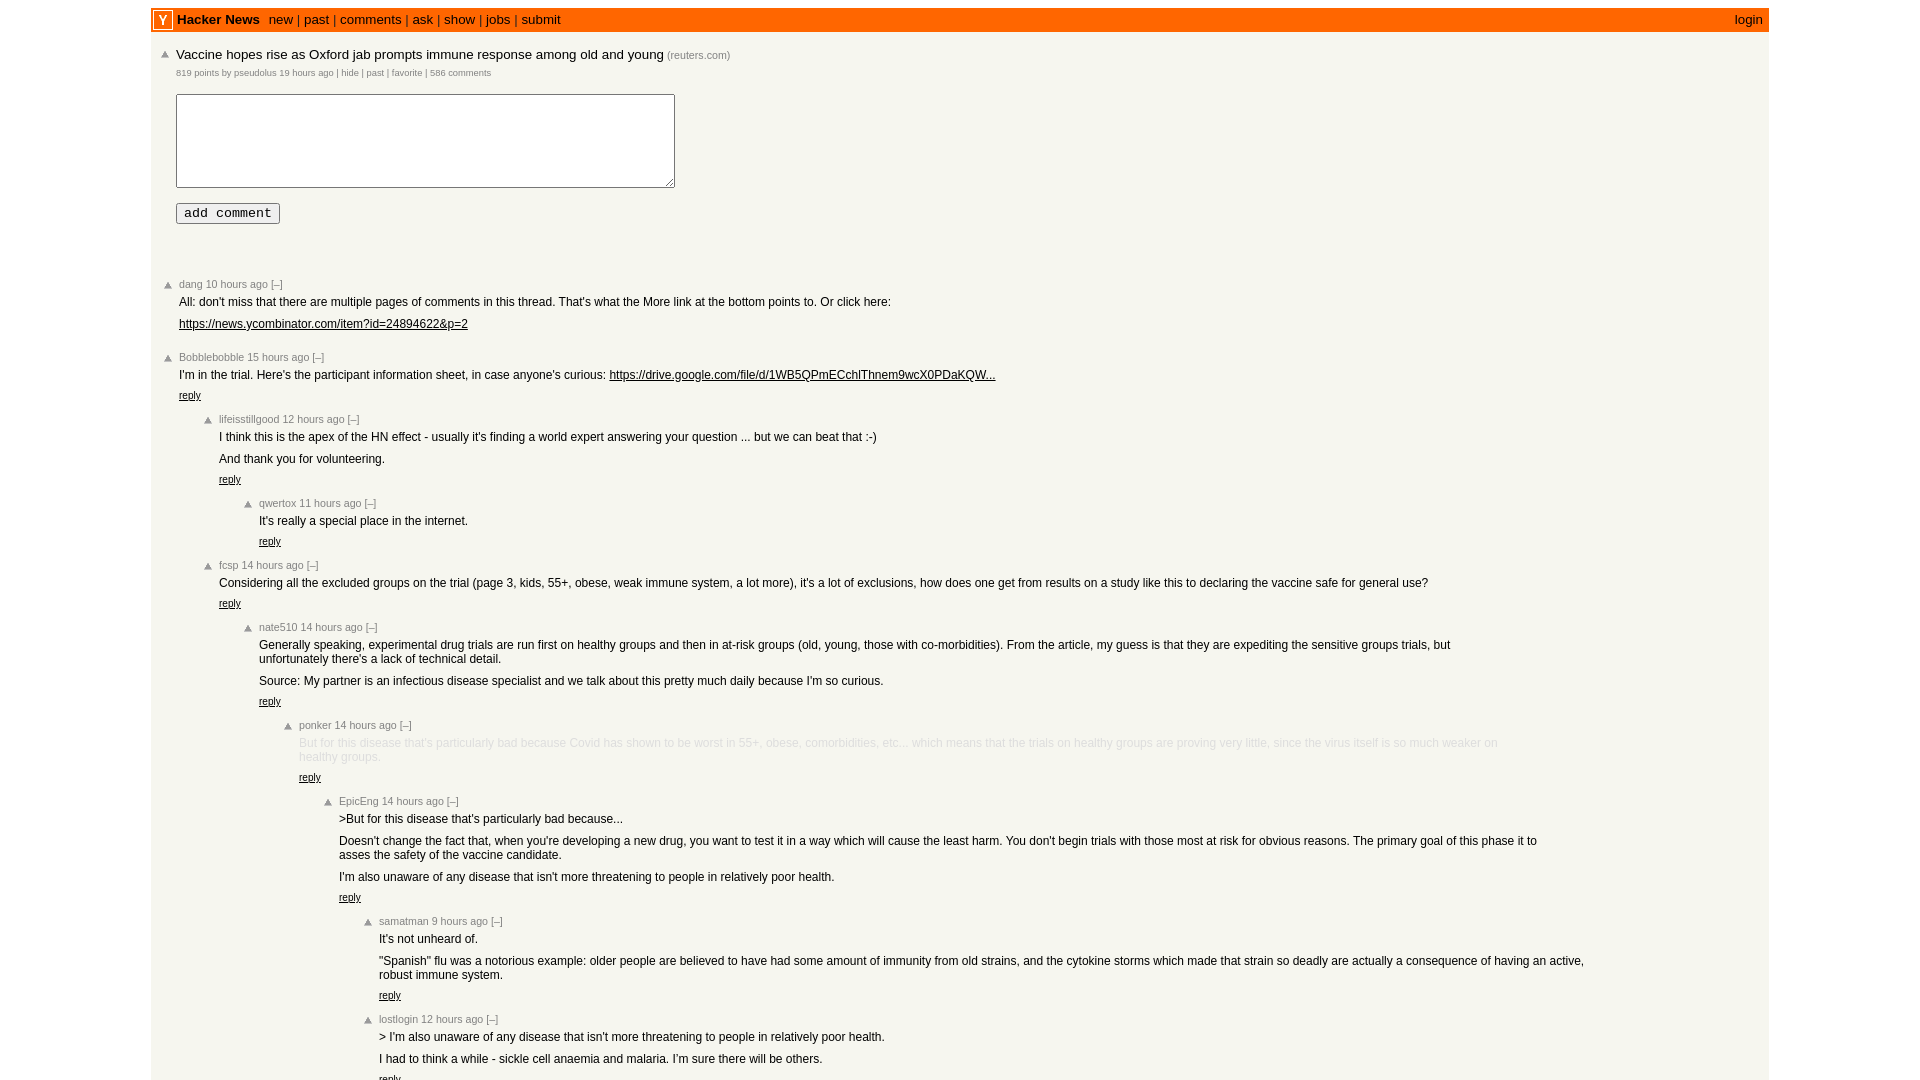 Y Hacker News new | past | comments | ask | show | jobs | submit login
Vaccine hopes rise as Oxford jab prompts immune response among old and young (reuters.com)
819 points by pseudolus 19 hours ago | hide | past | favorite | 586 comments
add comment
dang 10 hours ago [–]
All: don't miss that there are multiple pages of comments in this thread. That's what the More link at the bottom points to. Or click here:
https://news.ycombinator.com/item?id=24894622&p=2
Bobblebobble 15 hours ago [–]
I'm in the trial. Here's the participant information sheet, in case anyone's curious: https://drive.google.com/file/d/1WB5QPmECchlThnem9wcX0PDaKQW...
reply
lifeisstillgood 12 hours ago [–]
I think this is the apex of the HN effect - usually it's finding a world expert answering your question ... but we can beat that :-)
And thank you for volunteering.
reply
qwertox 11 hours ago [–]
It's really a special place in the internet.
reply
fcsp 14 hours ago [–]
Considering all the excluded groups on the trial (page 3, kids, 55+, obese, weak immune system, a lot more), it's a lot of exclusions, how does one get from results on a study like this to declaring the vaccine safe for general use?
reply
nate510 14 hours ago [–]
Generally speaking, experimental drug trials are run first on healthy groups and then in at-risk groups (old, young, those with co-morbidities). From the article, my guess is that they are expediting the sensitive groups trials, but
unfortunately there's a lack of technical detail.
Source: My partner is an infectious disease specialist and we talk about this pretty much daily because I'm so curious.
reply
ponker 14 hours ago [–]
But for this disease that's particularly bad because Covid has shown to be worst in 55+, obese, comorbidities, etc... which means that the trials on healthy groups are proving very little, since the virus itself is so much weaker on
healthy groups.
reply
EpicEng 14 hours ago [–]
>But for this disease that's particularly bad because...
Doesn't change the fact that, when you're developing a new drug, you want to test it in a way which will cause the least harm. You don't begin trials with those most at risk for obvious reasons. The primary goal of this phase it to
asses the safety of the vaccine candidate.
I'm also unaware of any disease that isn't more threatening to people in relatively poor health.
reply
samatman 9 hours ago [–]
It's not unheard of.
"Spanish" flu was a notorious example: older people are believed to have had some amount of immunity from old strains, and the cytokine storms which made that strain so deadly are actually a consequence of having an active,
robust immune system.
reply
lostlogin 12 hours ago [–]
> I'm also unaware of any disease that isn't more threatening to people in relatively poor health.
I had to think a while - sickle cell anaemia and malaria. I'm sure there will be others.
reply